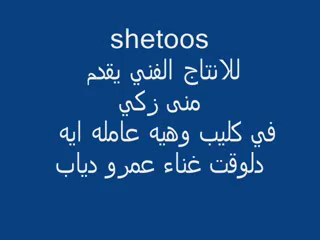 shetoos
للانتاج الفني يقدم
منى زكي
في كليب وهيه عامله ايه
دلوقت غناء عمرو دياب